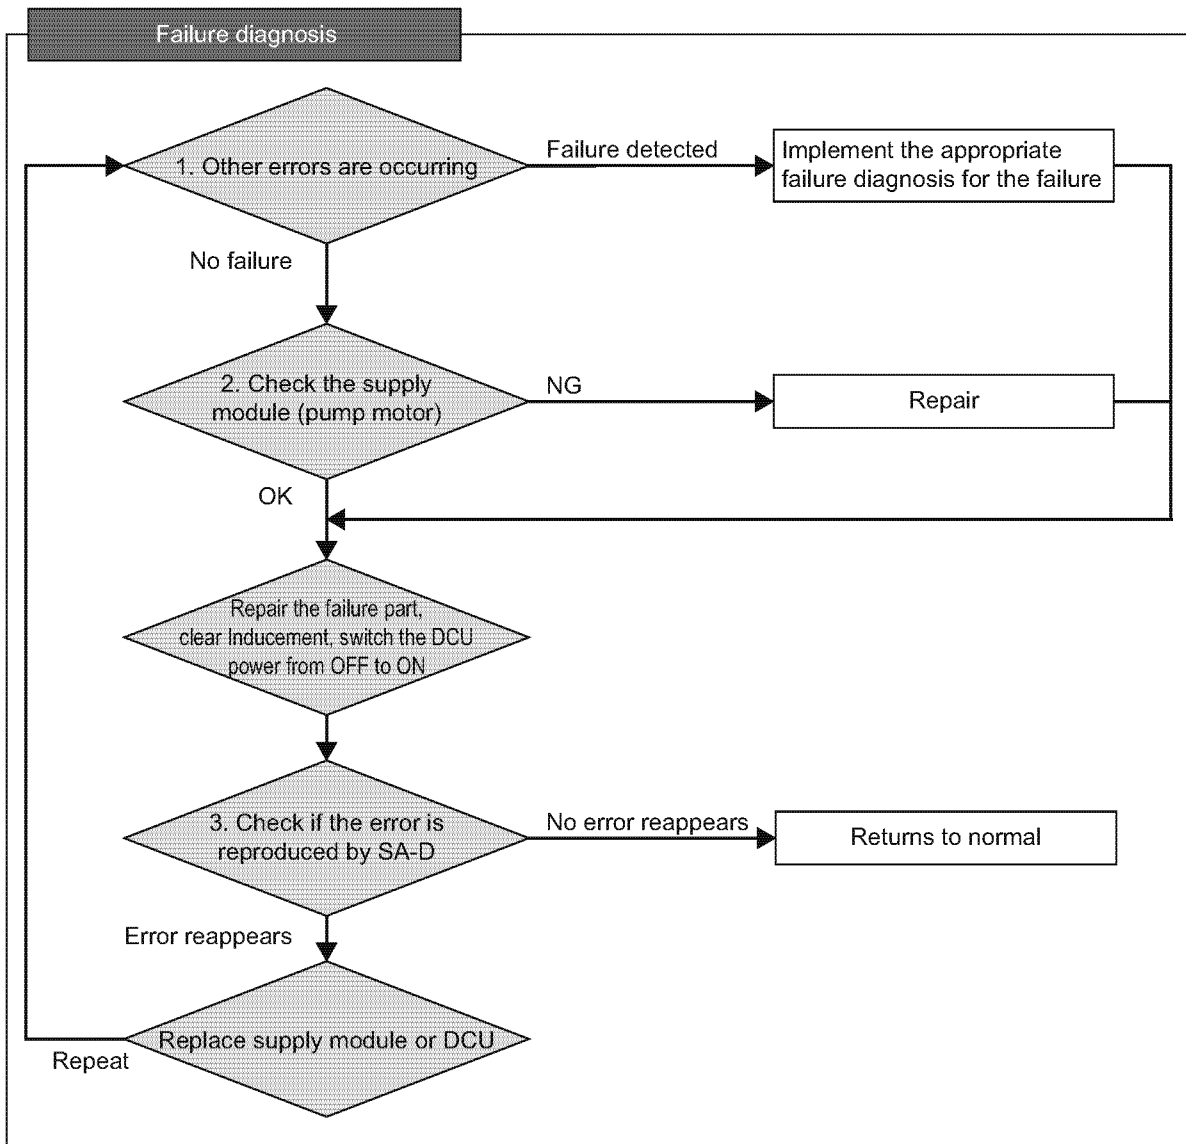 Failure diagnosis
1. Other errors are occurring
Failure detected
Implement the appropriate
failure diagnosis for the failure
No failure
2. Check the supply
module (pump motor)
NG
Repair
OK
Repair the failure part,
clear Inducement, switch the DCU
power from OFF to ON
3. Check if the error is
reproduced by SA-D
No error reappears
Returns to normal
Error reappears
Replace supply module or DCU
Repeat